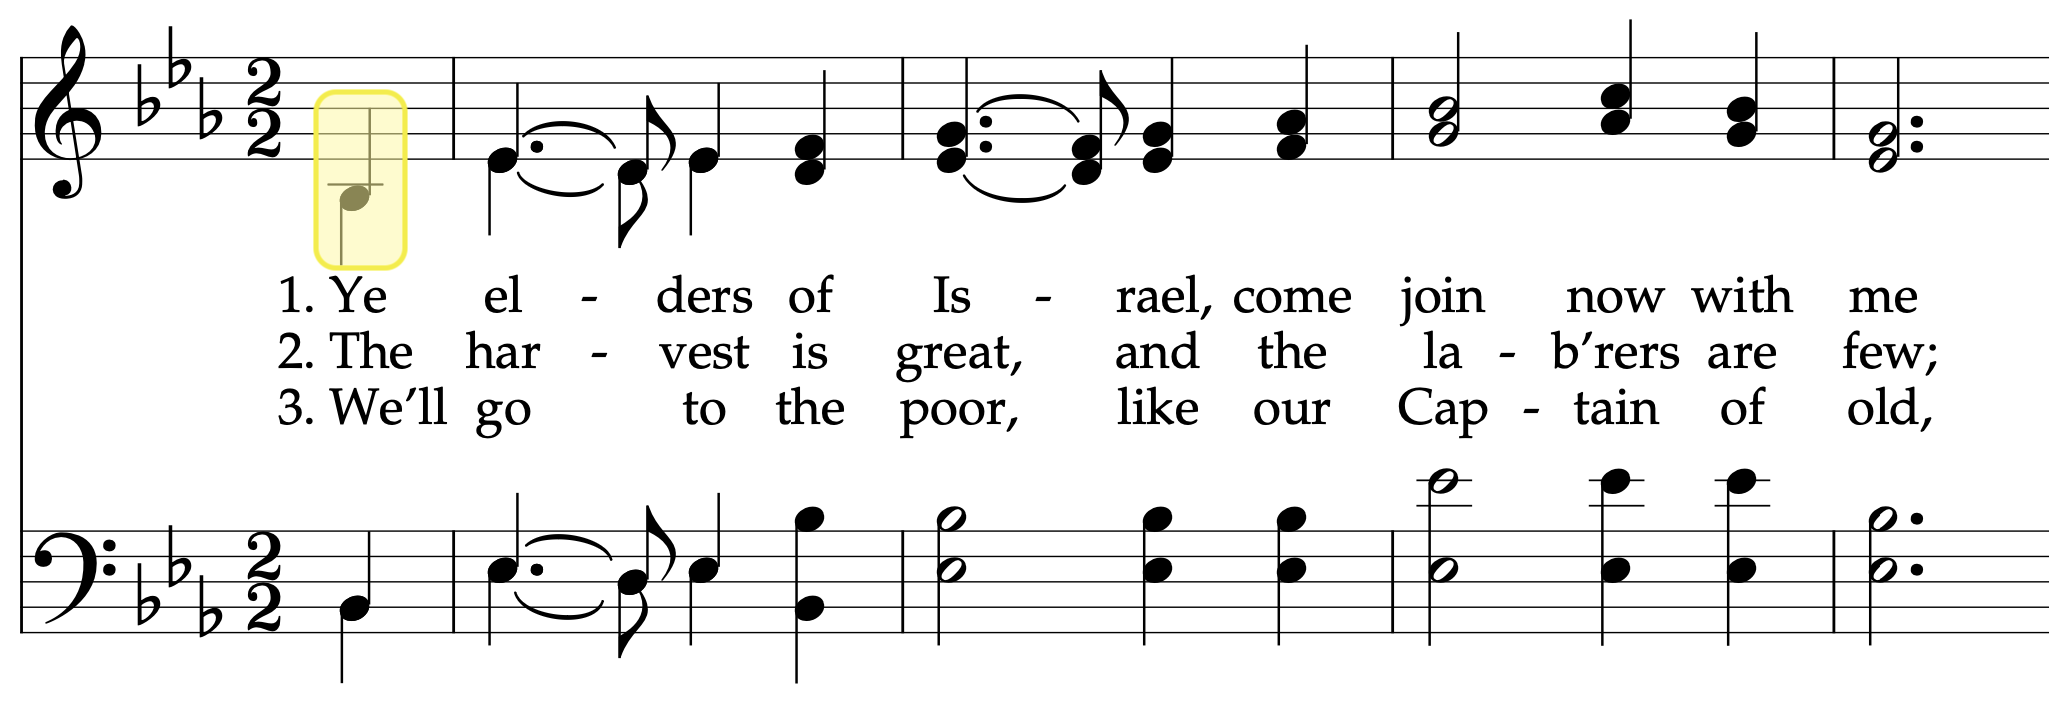 1. Ye el - ders of Is - rael, come join now with me
2. The har - vest is great, and the la - b’rers are few;
3. We’ll go to the poor, like our Cap - tain of old,